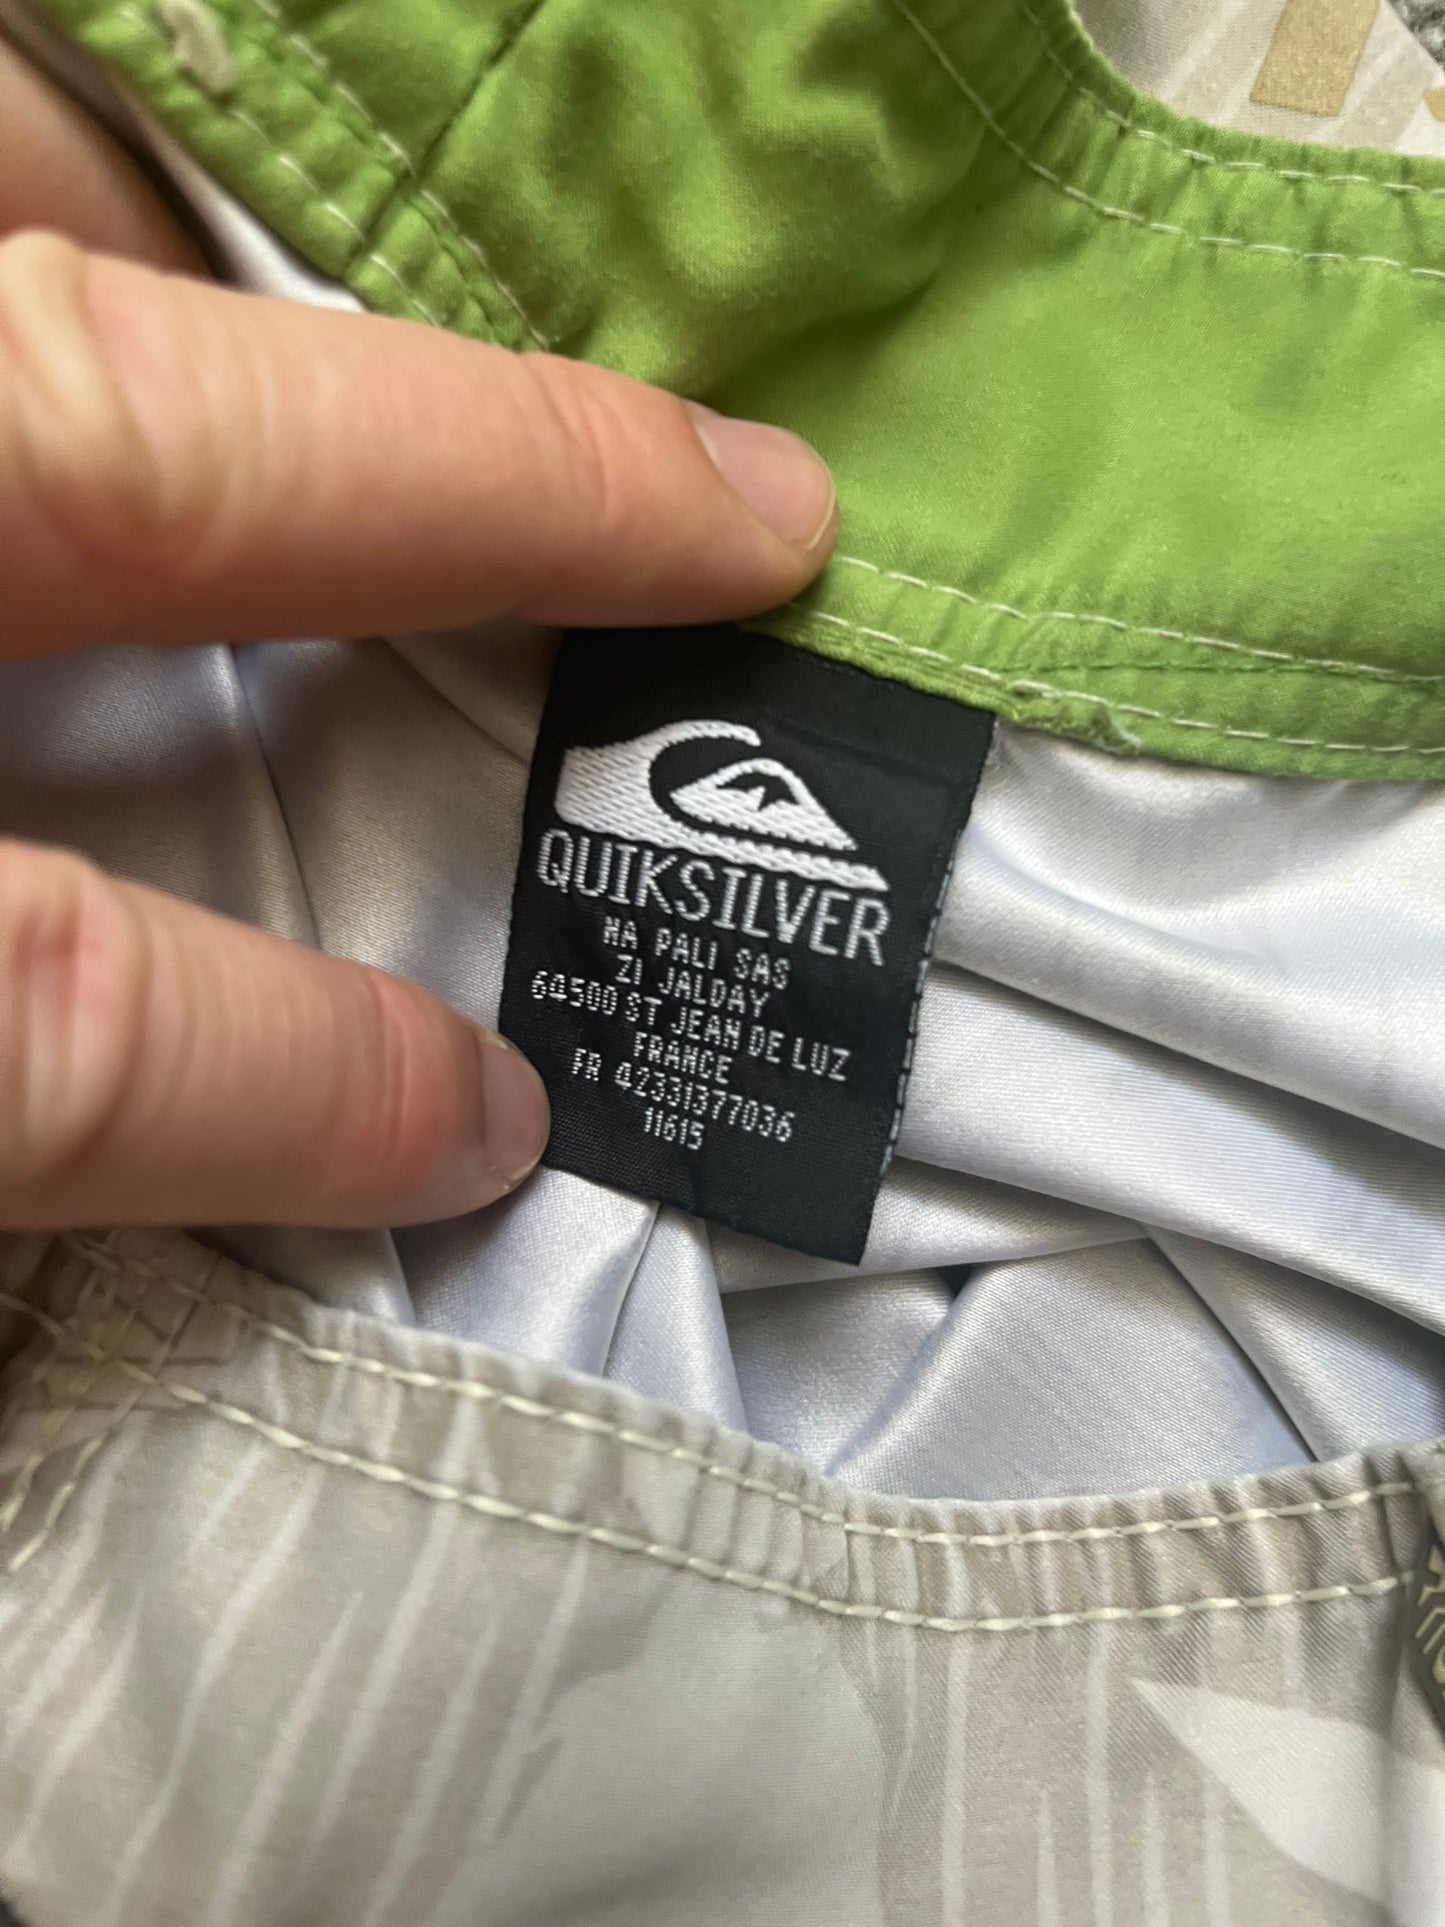 QUIKSILVER
NA PALI SAS
ZI JALDAY
64500 ST JEAN DE LUZ
FRANCE
FR 42331377036
11615